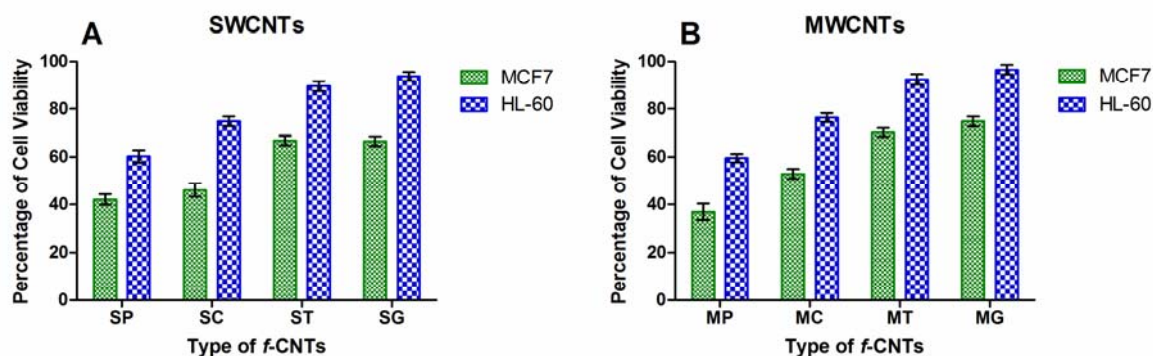 A
SWCNTs
Percentage of Cell Viability
100
80
60
40
20
0
SP SC ST SG
Type of f-CNTs
MCF7
HL-60
B
MWCNTs
Percentage of Cell Viability
100
80
60
40
20
0
MP MC MT MG
Type of f-CNTs
MCF7
HL-60